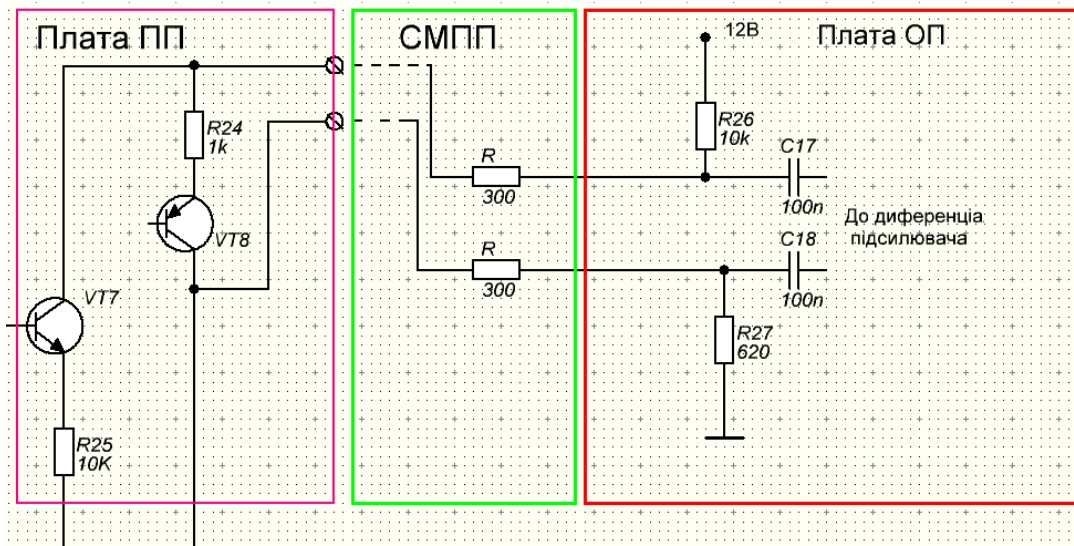 Плата ПП
СМПП
12В
Плата ОП
R24
1k
R26
10k
C17
100n
R
300
VT8
До диференціа
підсилювача
C18
100n
R
300
VT7
R27
620
R25
10K